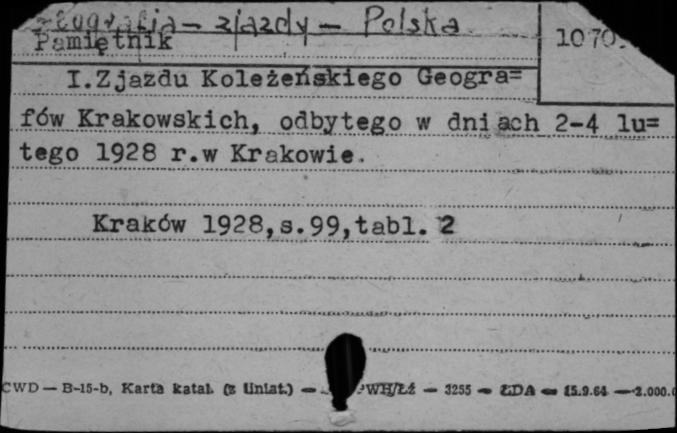 Geografia - zjazdy - Polska
Pamiętnik
1070
I.Zjazdu Koleżeńskiego Geogra=
fów Krakowskich, odbytego w dniach 2-4 lu=
tego 1928 r.w Krakowie.
Kraków 1928,s.99,tabl. 2
CWD — B-15-b, Karta katal. (z liniat.) — PWH/Łź — 3255 — ŁDA — 15.9.64 — 2.000.